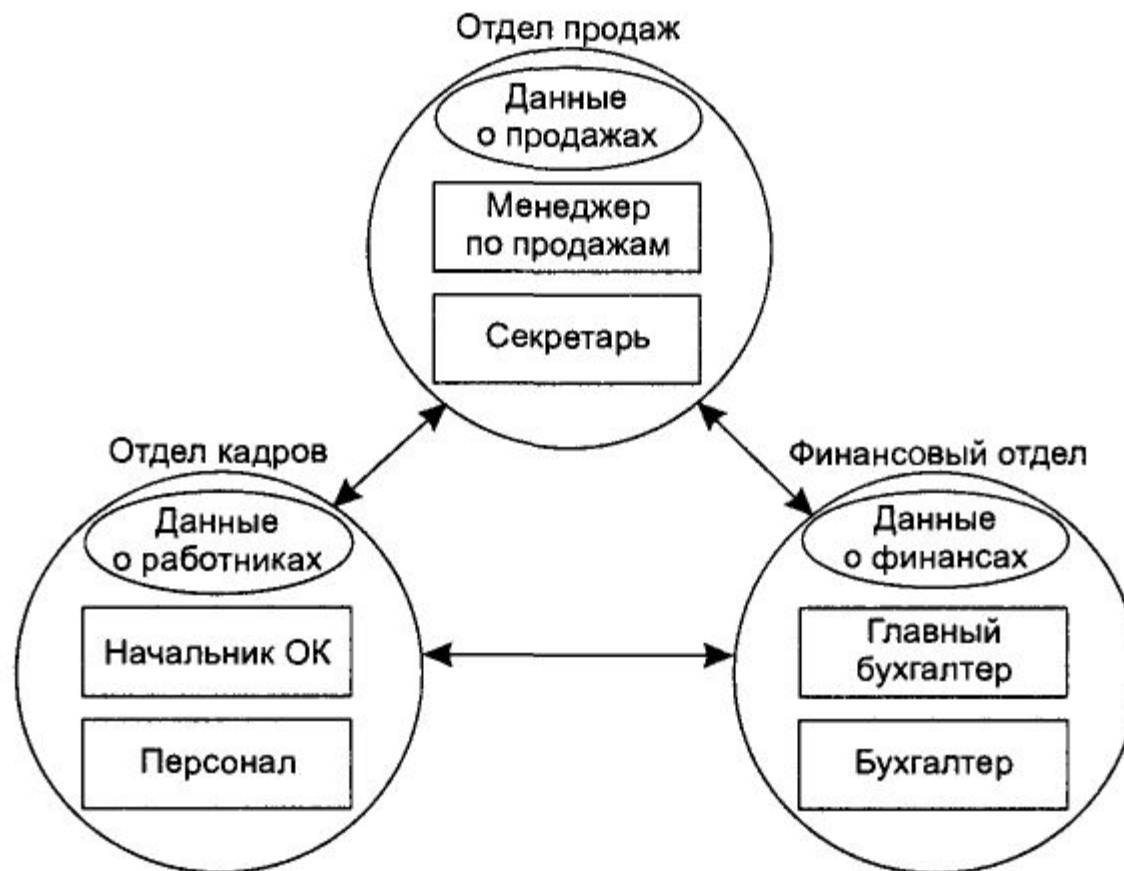 Отдел продаж
Данные
о продажах
Менеджер
по продажам
Секретарь
Отдел кадров
Данные
о работниках
Начальник ОК
Персонал
Финансовый отдел
Данные
о финансах
Главный
бухгалтер
Бухгалтер